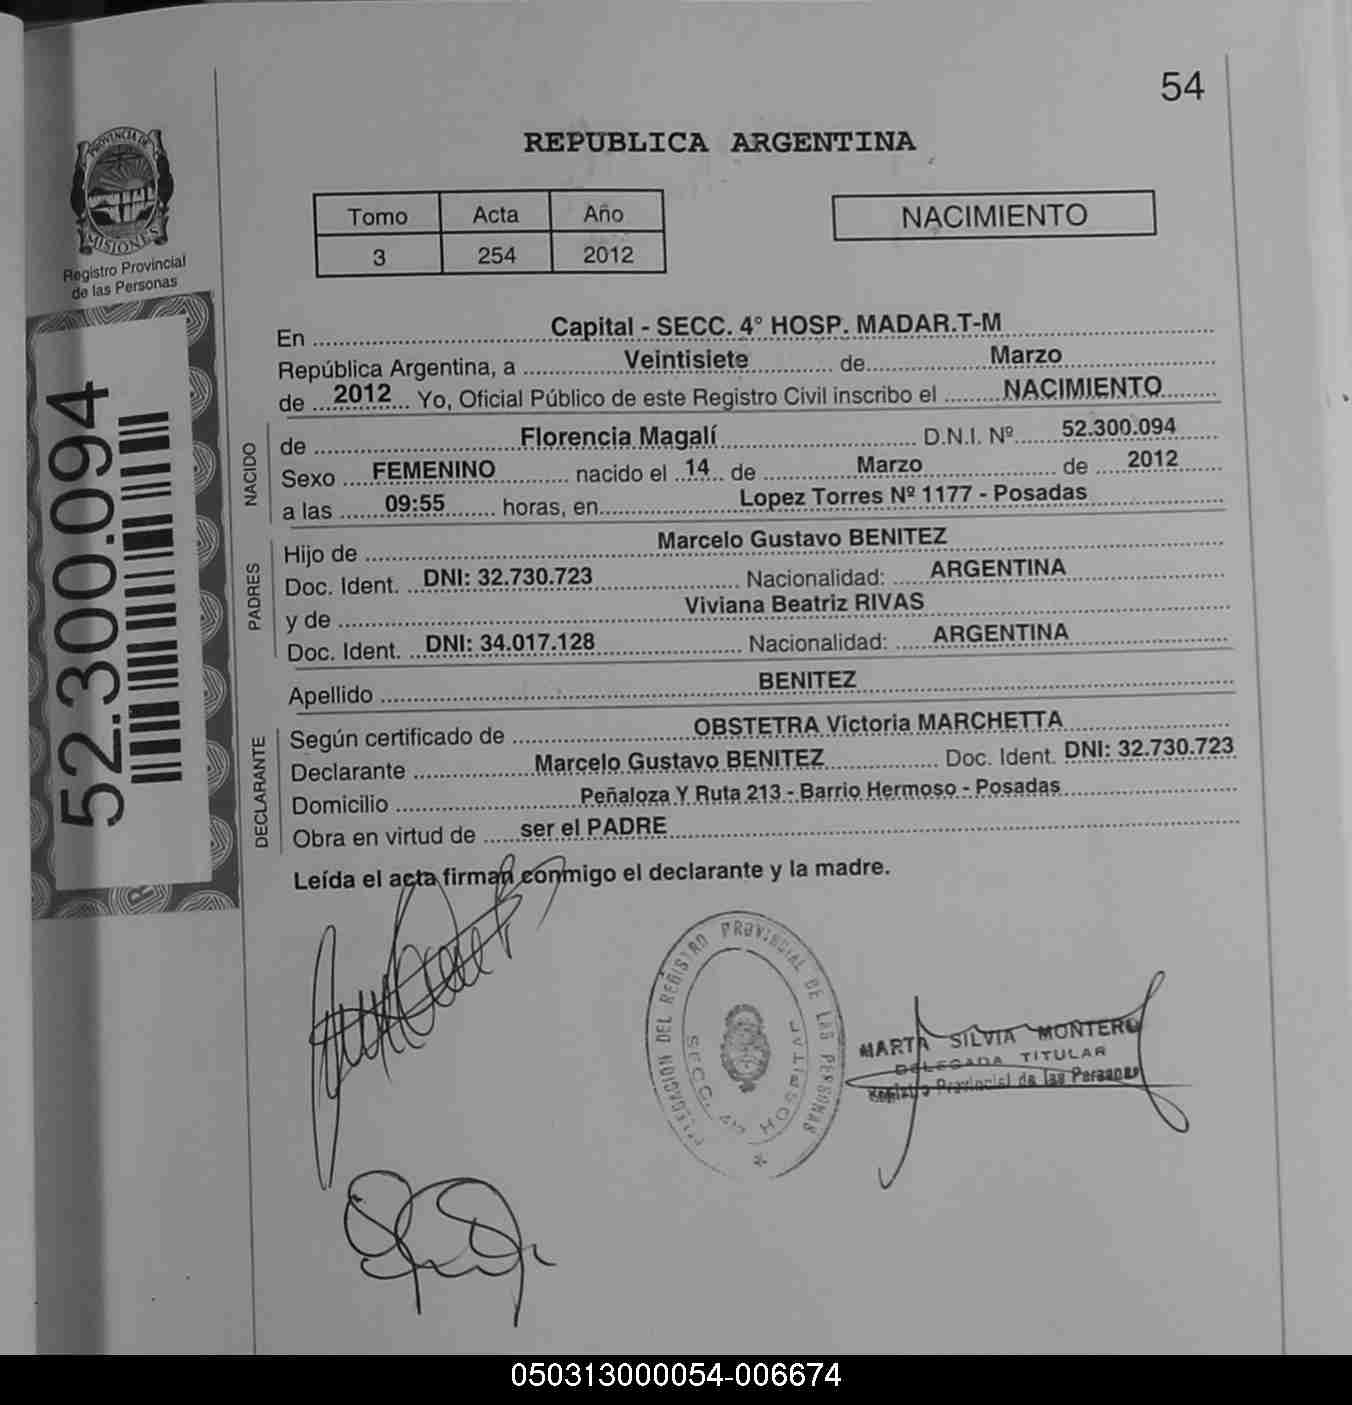 54
REPUBLICA ARGENTINA
PROVINCIA DE
MISIONES
Registro Provincial
de las Personas
Tomo Acta Año
3 254 2012
NACIMIENTO
52.300.094
En Capital - SECC. 4° HOSP. MADAR.T-M
República Argentina, a Veintisiete de Marzo
de 2012 Yo, Oficial Público de este Registro Civil inscribo el NACIMIENTO
NACIDO
de Florencia Magalí D.N.I. Nº 52.300.094
Sexo FEMENINO nacido el 14 de Marzo de 2012
a las 09:55 horas, en Lopez Torres Nº 1177 - Posadas
PADRES
Hijo de Marcelo Gustavo BENITEZ
Doc. Ident. DNI: 32.730.723 Nacionalidad: ARGENTINA
y de Viviana Beatriz RIVAS
Doc. Ident. DNI: 34.017.128 Nacionalidad: ARGENTINA
Apellido BENITEZ
DECLARANTE
Según certificado de OBSTETRA Victoria MARCHETTA
Declarante Marcelo Gustavo BENITEZ Doc. Ident. DNI: 32.730.723
Domicilio Peñaloza Y Ruta 213 - Barrio Hermoso - Posadas
Obra en virtud de ser el PADRE
Leída el acta firman conmigo el declarante y la madre.
DELEGACION DEL REGISTRO PROVINCIAL DE LAS PERSONAS
SECC. 4ta HOSPITAL
MARTA SILVIA MONTERO
DELEGADA TITULAR
Registro Provincial de las Personas
050313000054-006674